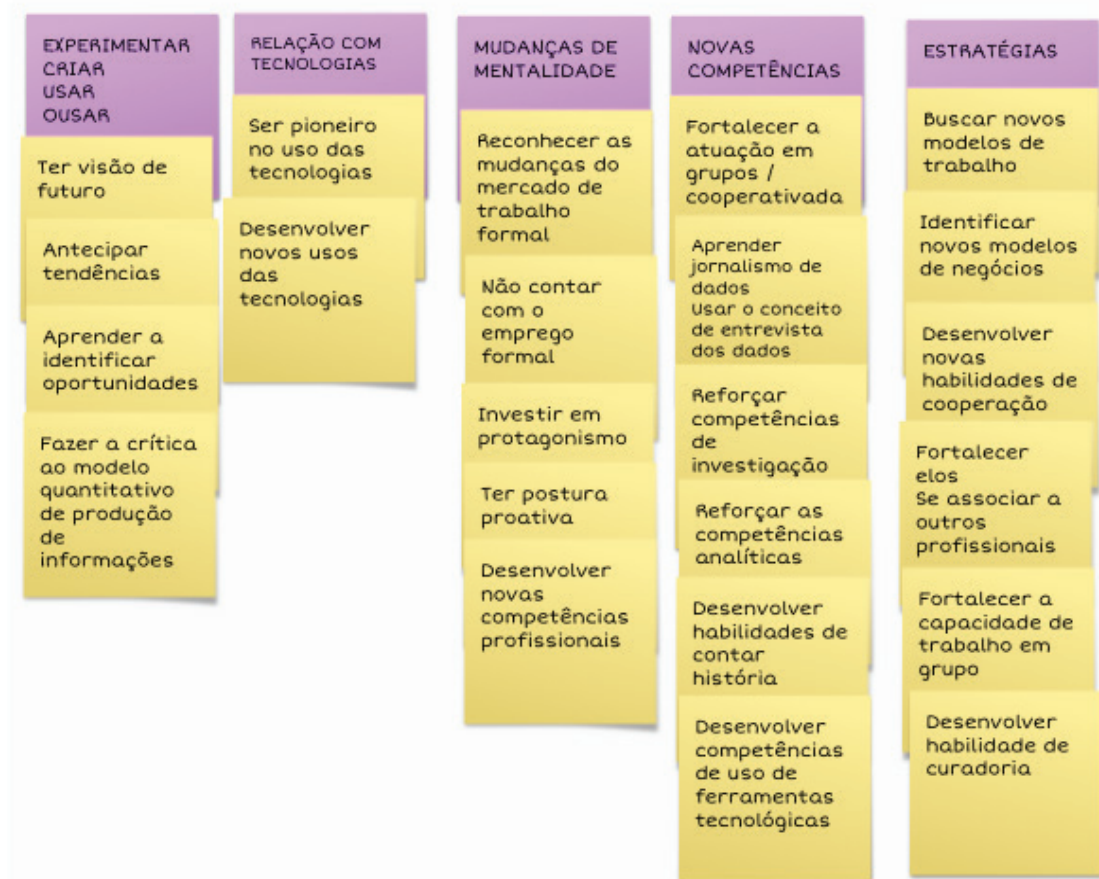 EXPERIMENTAR
CRIAR
USAR
OUSAR
Ter visão de
futuro
Antecipar
tendências
Aprender a
identificar
oportunidades
Fazer a crítica
ao modelo
quantitativo
de produção
de
informações
RELAÇÃO COM
TECNOLOGIAS
Ser pioneiro
no uso das
tecnologias
Desenvolver
novos usos
das
tecnologias
MUDANÇAS DE
MENTALIDADE
Reconhecer as
mudanças do
mercado de
trabalho
formal
Não contar
com o
emprego
formal
Investir em
protagonismo
Ter postura
proativa
Desenvolver
novas
competências
profissionais
NOVAS
COMPETÊNCIAS
Fortalecer a
atuação em
grupos /
cooperativada
Aprender
jornalismo de
dados
Usar o conceito
de entrevista
dos dados
Reforçar
competências
de
investigação
Reforçar as
competências
analíticas
Desenvolver
habilidades de
contar
história
Desenvolver
competências
de uso de
ferramentas
tecnológicas
ESTRATÉGIAS
Buscar novos
modelos de
trabalho
Identificar
novos modelos
de negócios
Desenvolver
novas
habilidades de
cooperação
Fortalecer
elos
Se associar a
outros
profissionais
Fortalecer a
capacidade de
trabalho em
grupo
Desenvolver
habilidade de
curadoria